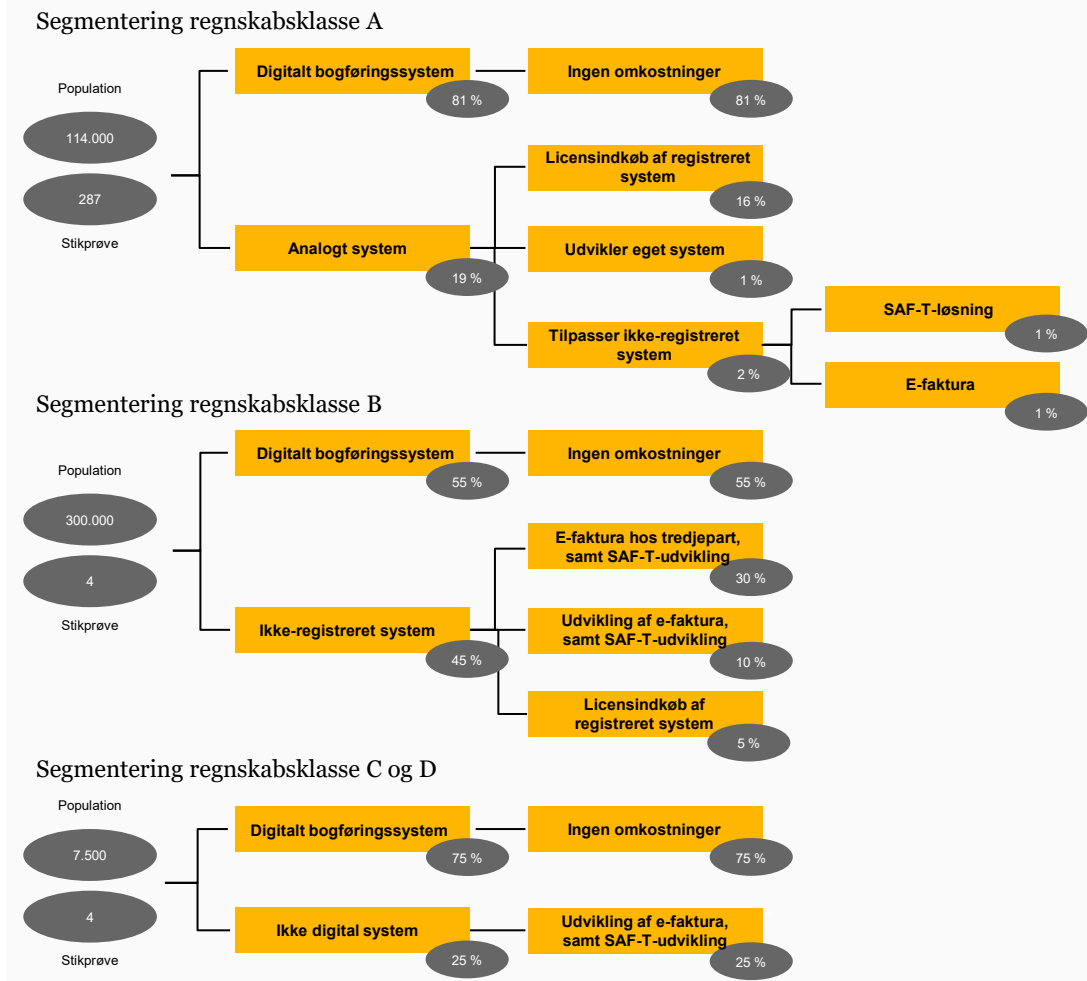 Segmentering regnskabsklasse A
Population
114.000
287
Stikprøve
Digitalt bogføringssystem
81 %
Ingen omkostninger
81 %
Analogt system
19 %
Licensindkøb af registreret
system
16 %
Udvikler eget system
1 %
Tilpasser ikke-registreret
system
2 %
SAF-T-løsning
1 %
E-faktura
1 %
Segmentering regnskabsklasse B
Population
300.000
4
Stikprøve
Digitalt bogføringssystem
55 %
Ingen omkostninger
55 %
Ikke-registreret system
45 %
E-faktura hos tredjepart,
samt SAF-T-udvikling
30 %
Udvikling af e-faktura,
samt SAF-T-udvikling
10 %
Licensindkøb af
registreret system
5 %
Segmentering regnskabsklasse C og D
Population
7.500
4
Stikprøve
Digitalt bogføringssystem
75 %
Ingen omkostninger
75 %
Ikke digital system
25 %
Udvikling af e-faktura,
samt SAF-T-udvikling
25 %